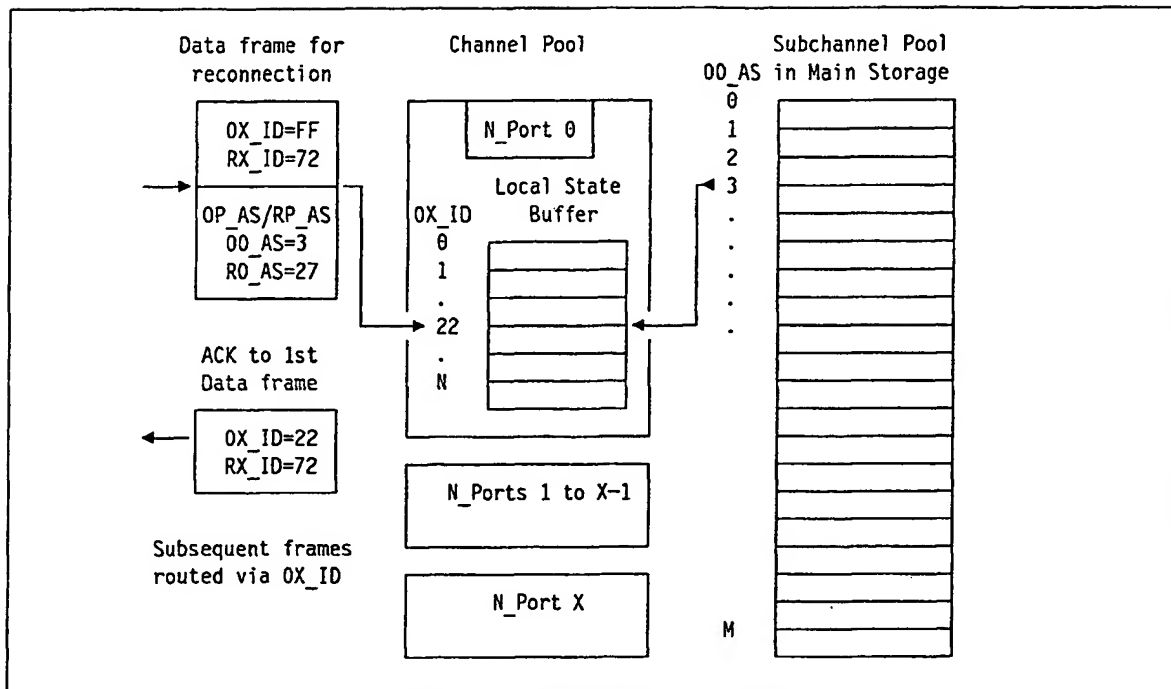 Data frame for
reconnection
OX_ID=FF
RX_ID=72
OP_AS/RP_AS
OO_AS=3
RO_AS=27
ACK to 1st
Data frame
OX_ID=22
RX_ID=72
Subsequent frames
routed via OX_ID
Channel Pool
N_Port 0
Local State
Buffer
OX_ID
0
1
.
22
.
N
N_Ports 1 to X-1
N_Port X
Subchannel Pool
OO_AS in Main Storage
0
1
2
3
.
.
.
.
.
M